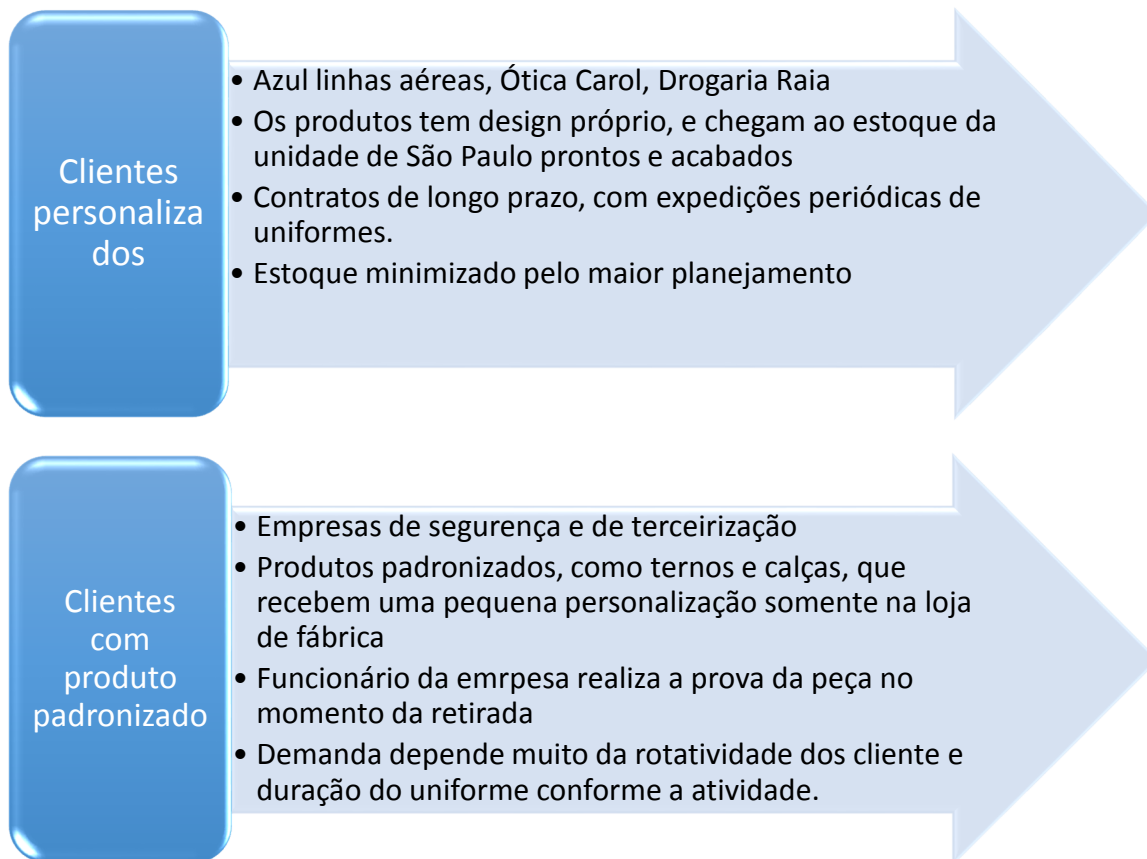 Clientes
personaliza
dos
• Azul linhas aéreas, Ótica Carol, Drogaria Raia
• Os produtos tem design próprio, e chegam ao estoque da
unidade de São Paulo prontos e acabados
• Contratos de longo prazo, com expedições periódicas de
uniformes.
• Estoque minimizado pelo maior planejamento
Clientes
com
produto
padronizado
• Empresas de segurença e de terceirização
• Produtos padronizados, como ternos e calças, que
recebem uma pequena personalização somente na loja
de fábrica
• Funcionário da emrpesa realiza a prova da peça no
momento da retirada
• Demanda depende muito da rotatividade dos cliente e
duração do uniforme conforme a atividade.